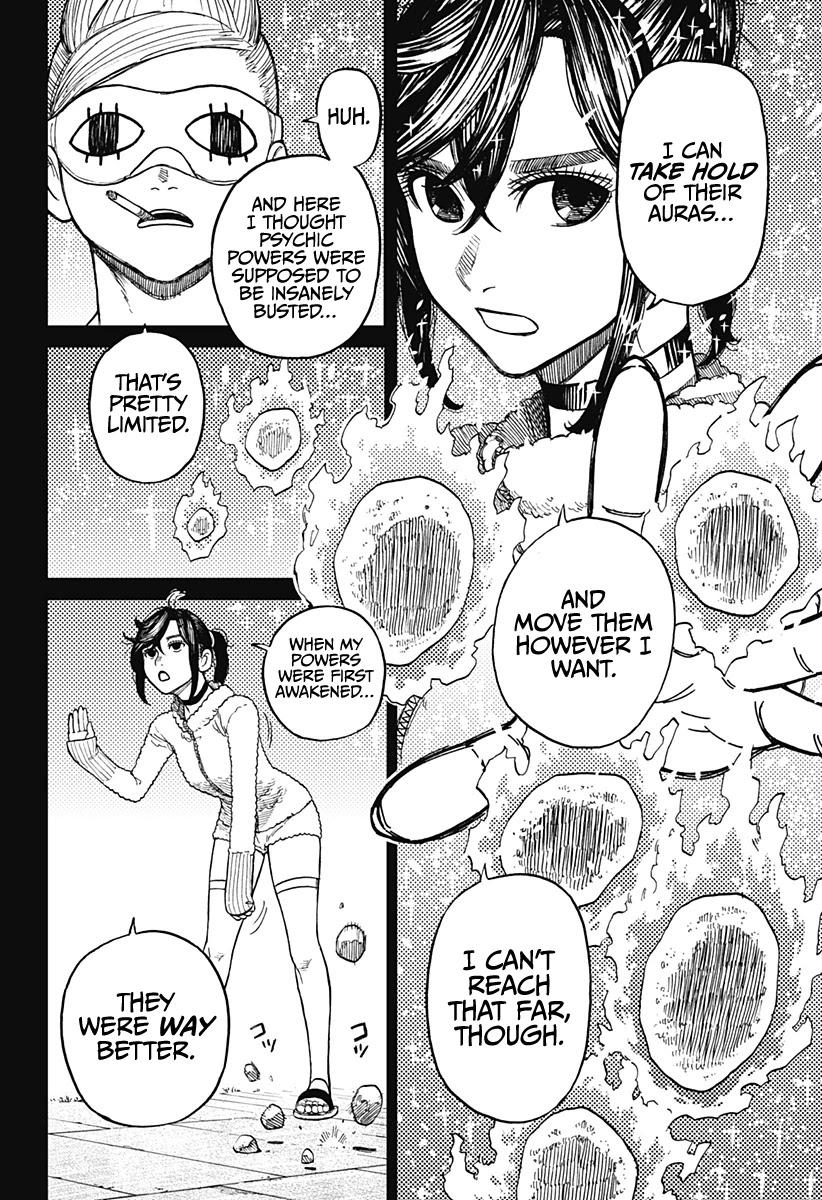 I CAN
TAKE HOLD
OF THEIR
AURAS...
AND
MOVE THEM
HOWEVER I
WANT.
I CAN'T
REACH
THAT FAR,
THOUGH.
HUH.
AND HERE
I THOUGHT
PSYCHIC
POWERS WERE
SUPPOSED TO
BE INSANELY
BUSTED...
THAT'S
PRETTY
LIMITED.
WHEN MY
POWERS
WERE FIRST
AWAKENED...
THEY
WERE WAY
BETTER.
コッ
コッ